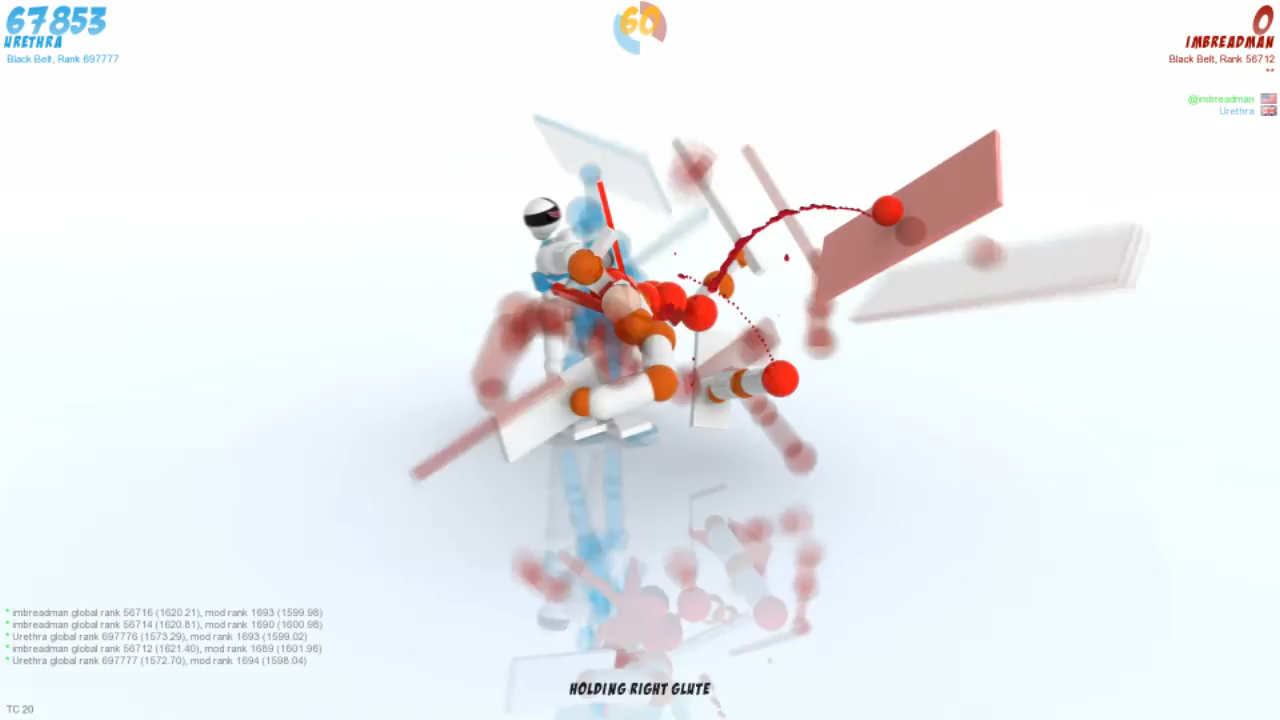 67853
URETHRA
Black Belt, Rank 697777
60
0
IMBREADMAN
Black Belt, Rank 56712
**
@imbreadman
Urethra
* imbreadman global rank 56716 (1620.21), mod rank 1693 (1599.98)
* imbreadman global rank 56714 (1620.81), mod rank 1690 (1600.98)
* Urethra global rank 697776 (1573.29), mod rank 1693 (1599.02)
* imbreadman global rank 56712 (1621.40), mod rank 1689 (1601.96)
* Urethra global rank 697777 (1572.70), mod rank 1694 (1598.04)
HOLDING RIGHT GLUTE
TC 20